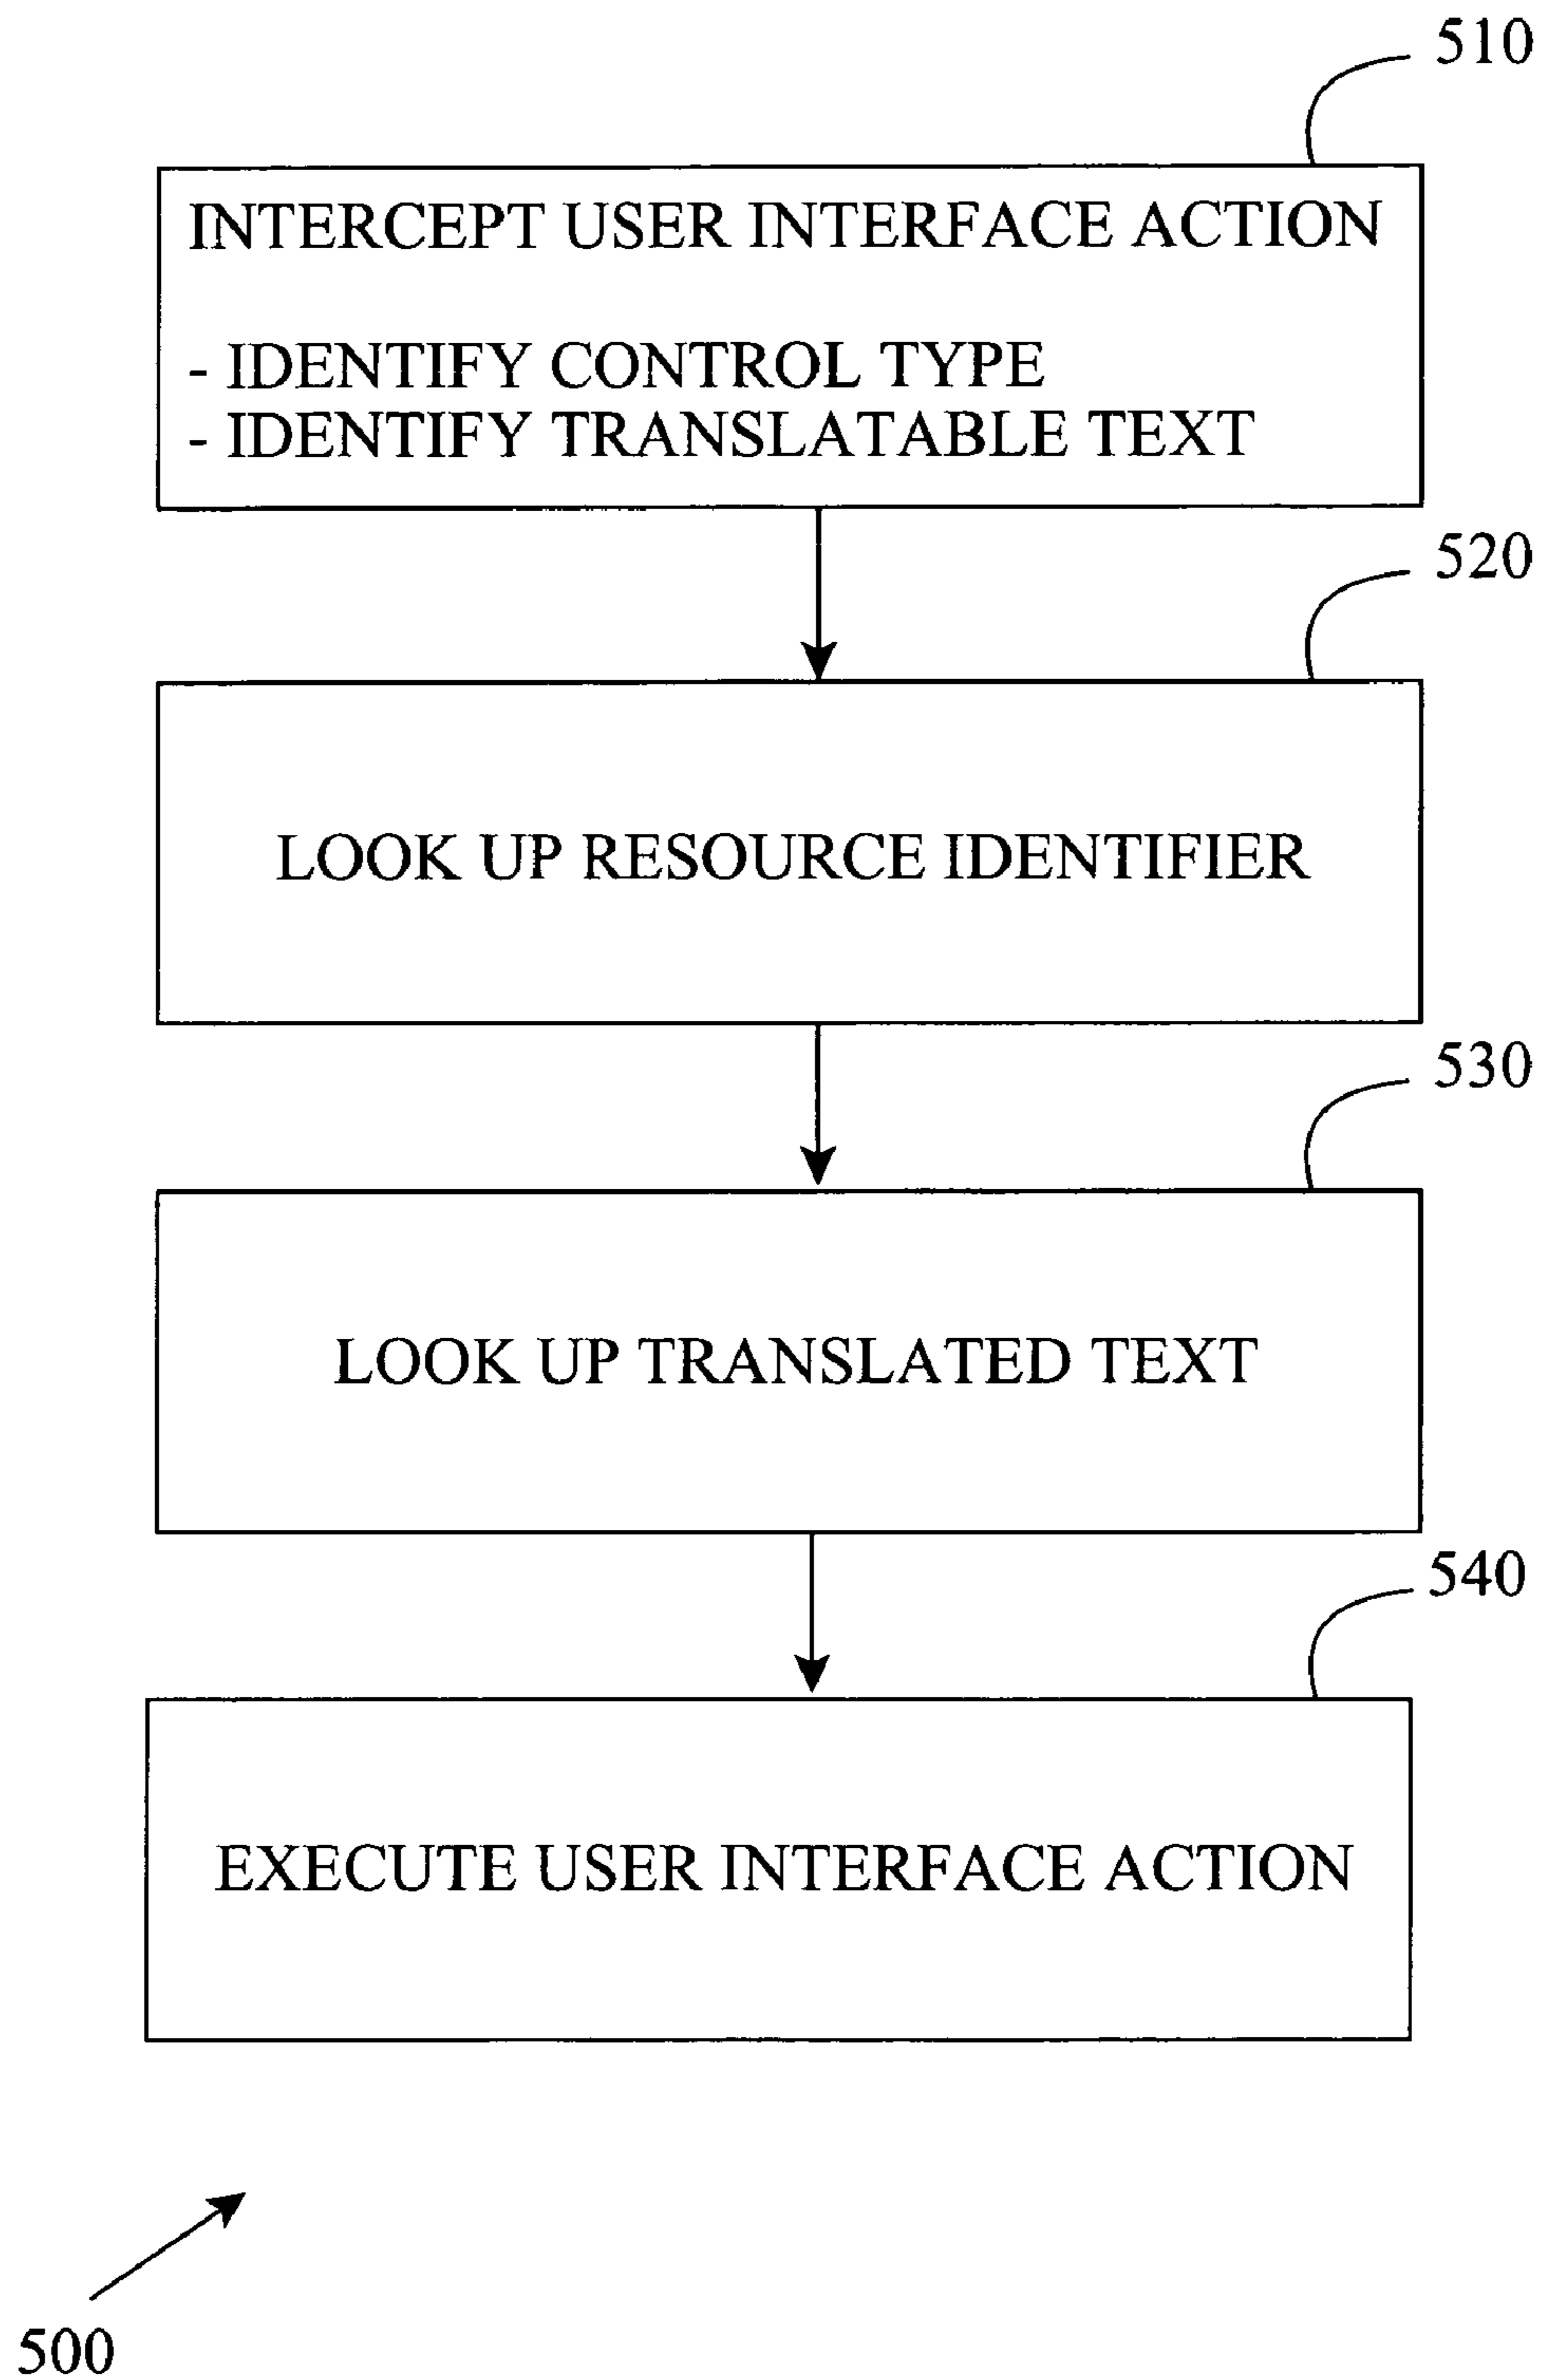 510
INTERCEPT USER INTERFACE ACTION
- IDENTIFY CONTROL TYPE
- IDENTIFY TRANSLATABLE TEXT
520
LOOK UP RESOURCE IDENTIFIER
530
LOOK UP TRANSLATED TEXT
540
EXECUTE USER INTERFACE ACTION
500